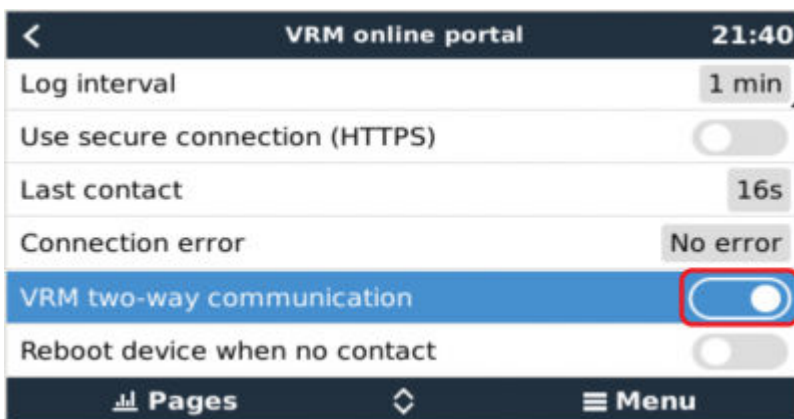 VRM online portal 21:40
Log interval 1 min
Use secure connection (HTTPS)
Last contact 16s
Connection error No error
VRM two-way communication
Reboot device when no contact
Pages Menu